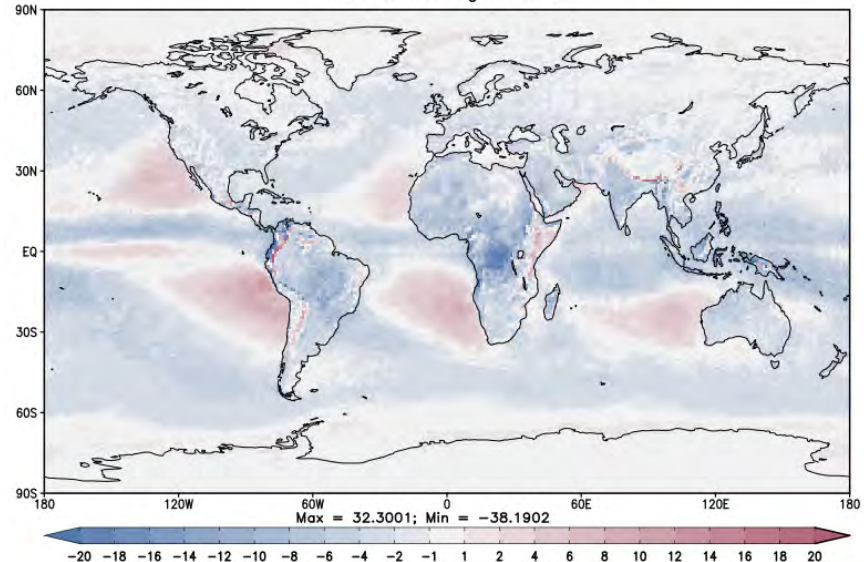 90N
60N
30N
EQ
30S
60S
90S
180 120W 60W 0 60E 120E 180
Max = 32.3001; Min = −38.1902
−20 −18 −16 −14 −12 −10 −8 −6 −4 −2 −1 1 2 4 6 8 10 12 14 16 18 20